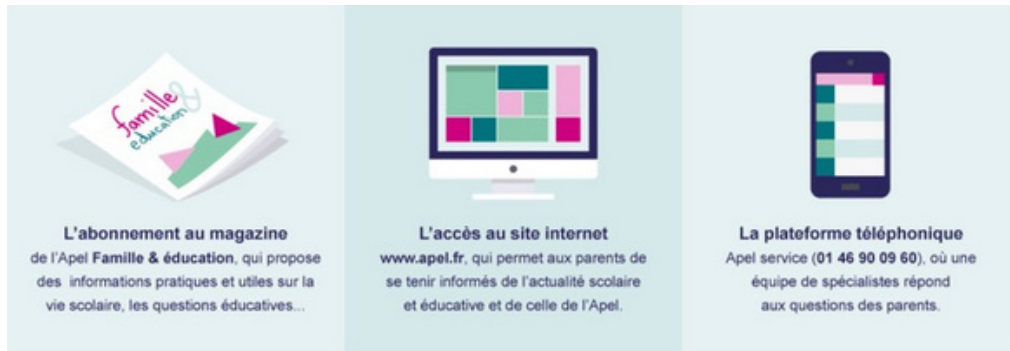 famille &
education
L'abonnement au magazine
de l'Apel Famille & éducation, qui propose
des informations pratiques et utiles sur la
vie scolaire, les questions éducatives...
L'accès au site internet
www.apel.fr, qui permet aux parents de
se tenir informés de l'actualité scolaire
et éducative et de celle de l'Apel.
La plateforme téléphonique
Apel service (01 46 90 09 60), où une
équipe de spécialistes répond
aux questions des parents.